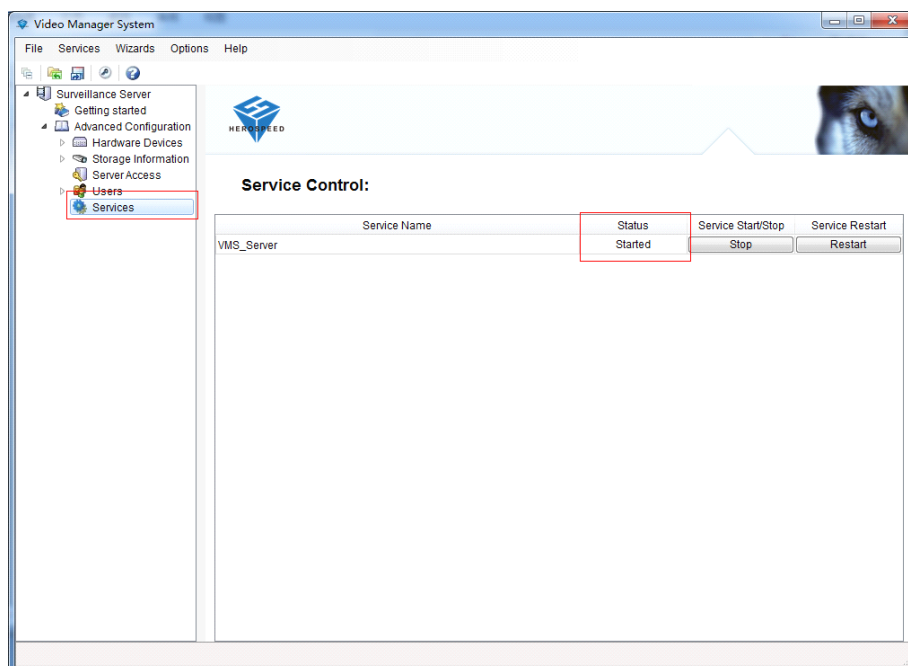 Video Manager System
File Services Wizards Options Help
Surveillance Server
Getting started
Advanced Configuration
Hardware Devices
Storage Information
Server Access
Users
Services
HEROSPEED
Service Control:
Service Name Status Service Start/Stop Service Restart
VMS_Server Started Stop Restart